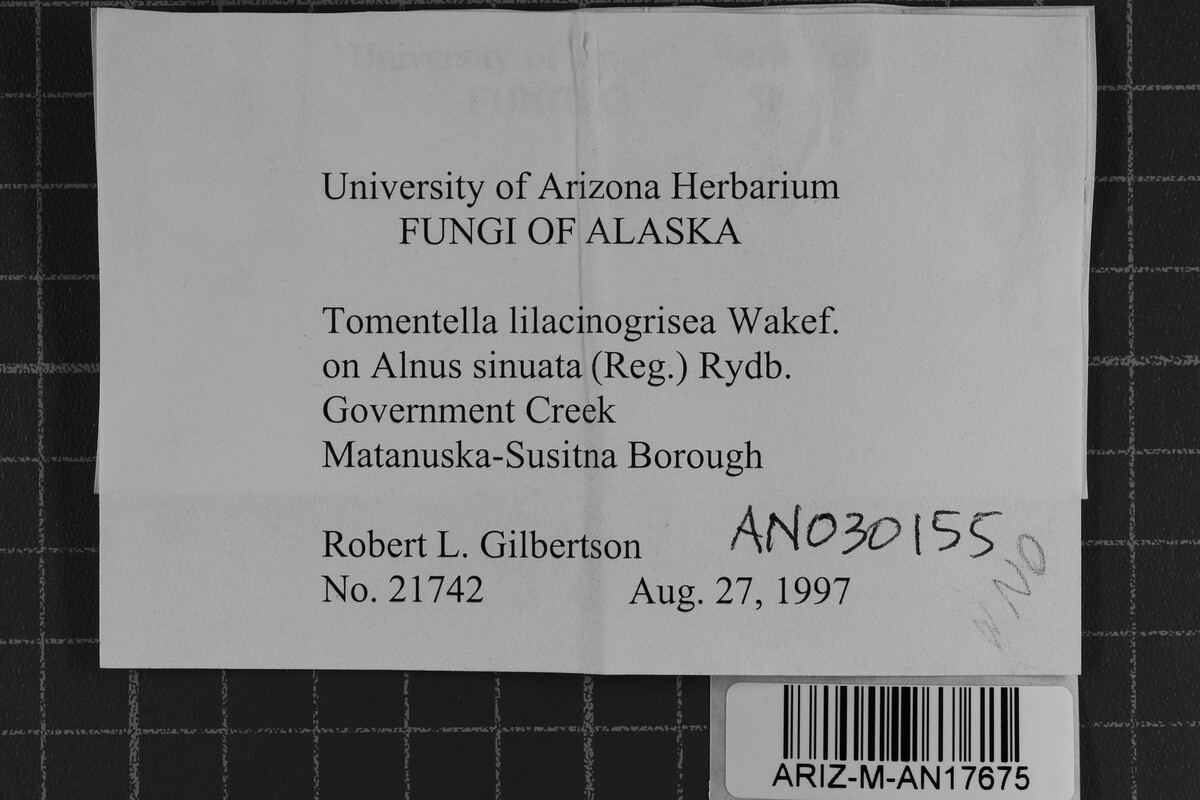 University of Arizona Herbarium
FUNGI OF ALASKA
Tomentella lilacinogrisea Wakef.
on Alnus sinuata (Reg.) Rydb.
Government Creek
Matanuska-Susitna Borough
Robert L. Gilbertson
AN030155
No. 21742 Aug. 27, 1997
ARIZ-M-AN17675